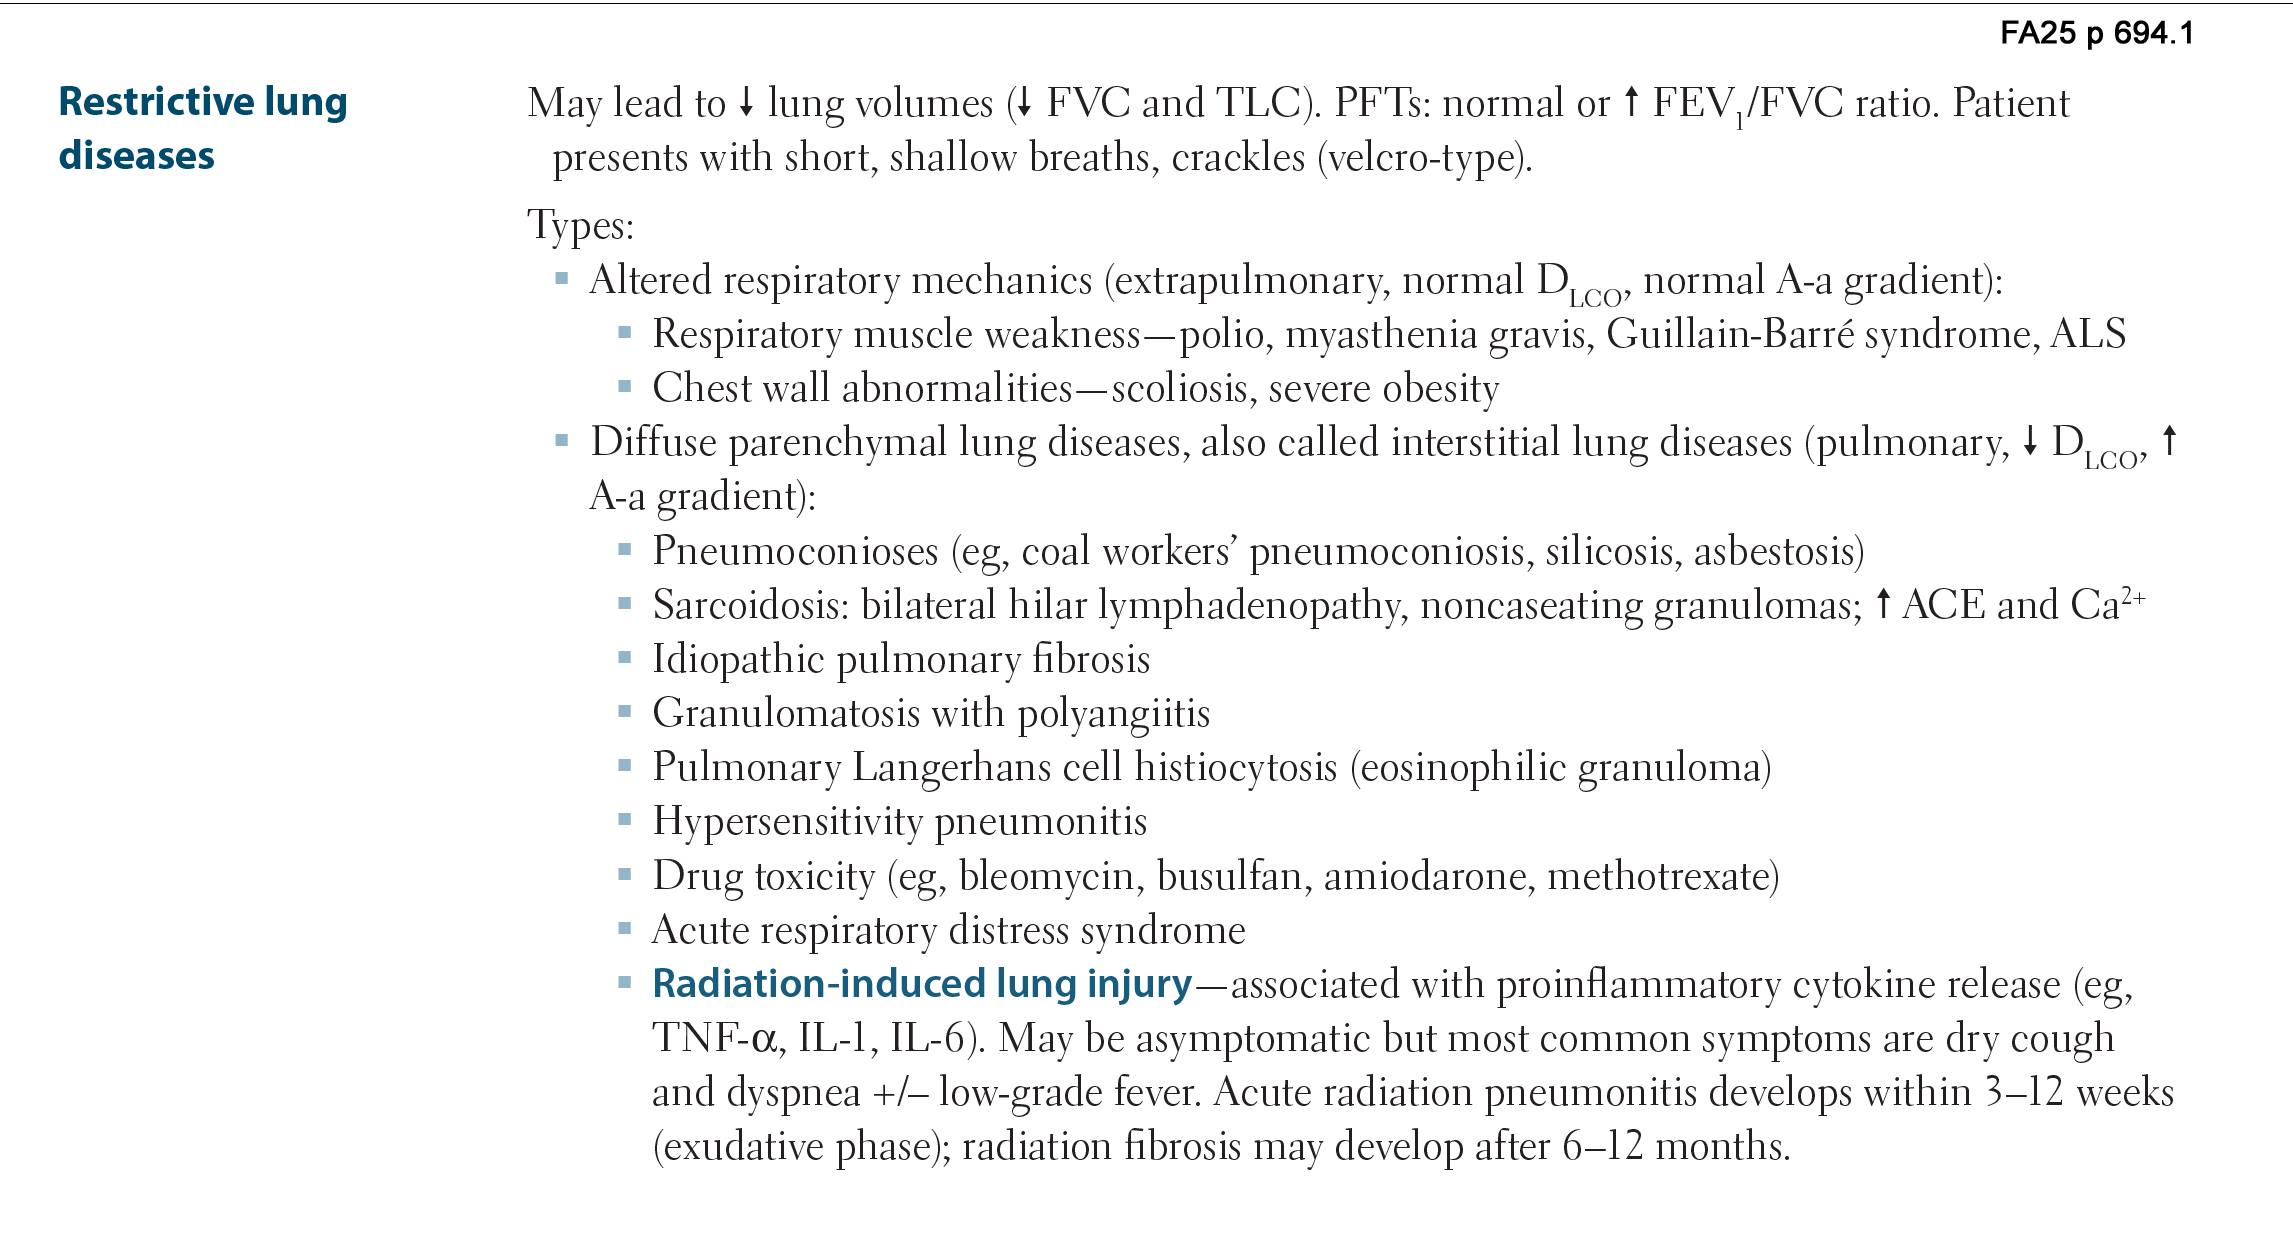 FA25 p 694.1
Restrictive lung
diseases
May lead to ↓ lung volumes (↓ FVC and TLC). PFTs: normal or ↑ FEV₁/FVC ratio. Patient
presents with short, shallow breaths, crackles (velcro-type).
Types:
▪ Altered respiratory mechanics (extrapulmonary, normal D_LCO, normal A-a gradient):
▪ Respiratory muscle weakness—polio, myasthenia gravis, Guillain-Barré syndrome, ALS
▪ Chest wall abnormalities—scoliosis, severe obesity
▪ Diffuse parenchymal lung diseases, also called interstitial lung diseases (pulmonary, ↓ D_LCO, ↑
A-a gradient):
▪ Pneumoconioses (eg, coal workers’ pneumoconiosis, silicosis, asbestosis)
▪ Sarcoidosis: bilateral hilar lymphadenopathy, noncaseating granulomas; ↑ ACE and Ca²⁺
▪ Idiopathic pulmonary fibrosis
▪ Granulomatosis with polyangiitis
▪ Pulmonary Langerhans cell histiocytosis (eosinophilic granuloma)
▪ Hypersensitivity pneumonitis
▪ Drug toxicity (eg, bleomycin, busulfan, amiodarone, methotrexate)
▪ Acute respiratory distress syndrome
▪ Radiation-induced lung injury—associated with proinflammatory cytokine release (eg,
TNF-α, IL-1, IL-6). May be asymptomatic but most common symptoms are dry cough
and dyspnea +/– low-grade fever. Acute radiation pneumonitis develops within 3–12 weeks
(exudative phase); radiation fibrosis may develop after 6–12 months.